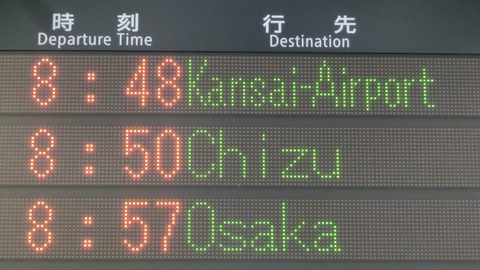 時刻 行先
Departure Time Destination
8:48 Kansai-Airport
8:50 Chizu
8:57 Osaka